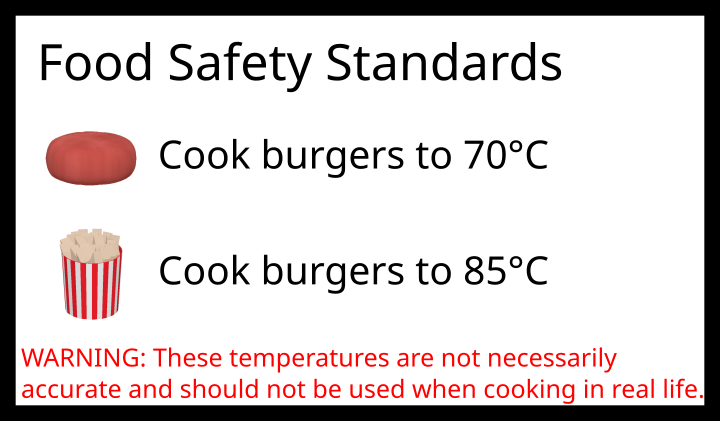 Food Safety Standards
Cook burgers to 70°C
Cook burgers to 85°C
WARNING: These temperatures are not necessarily
accurate and should not be used when cooking in real life.